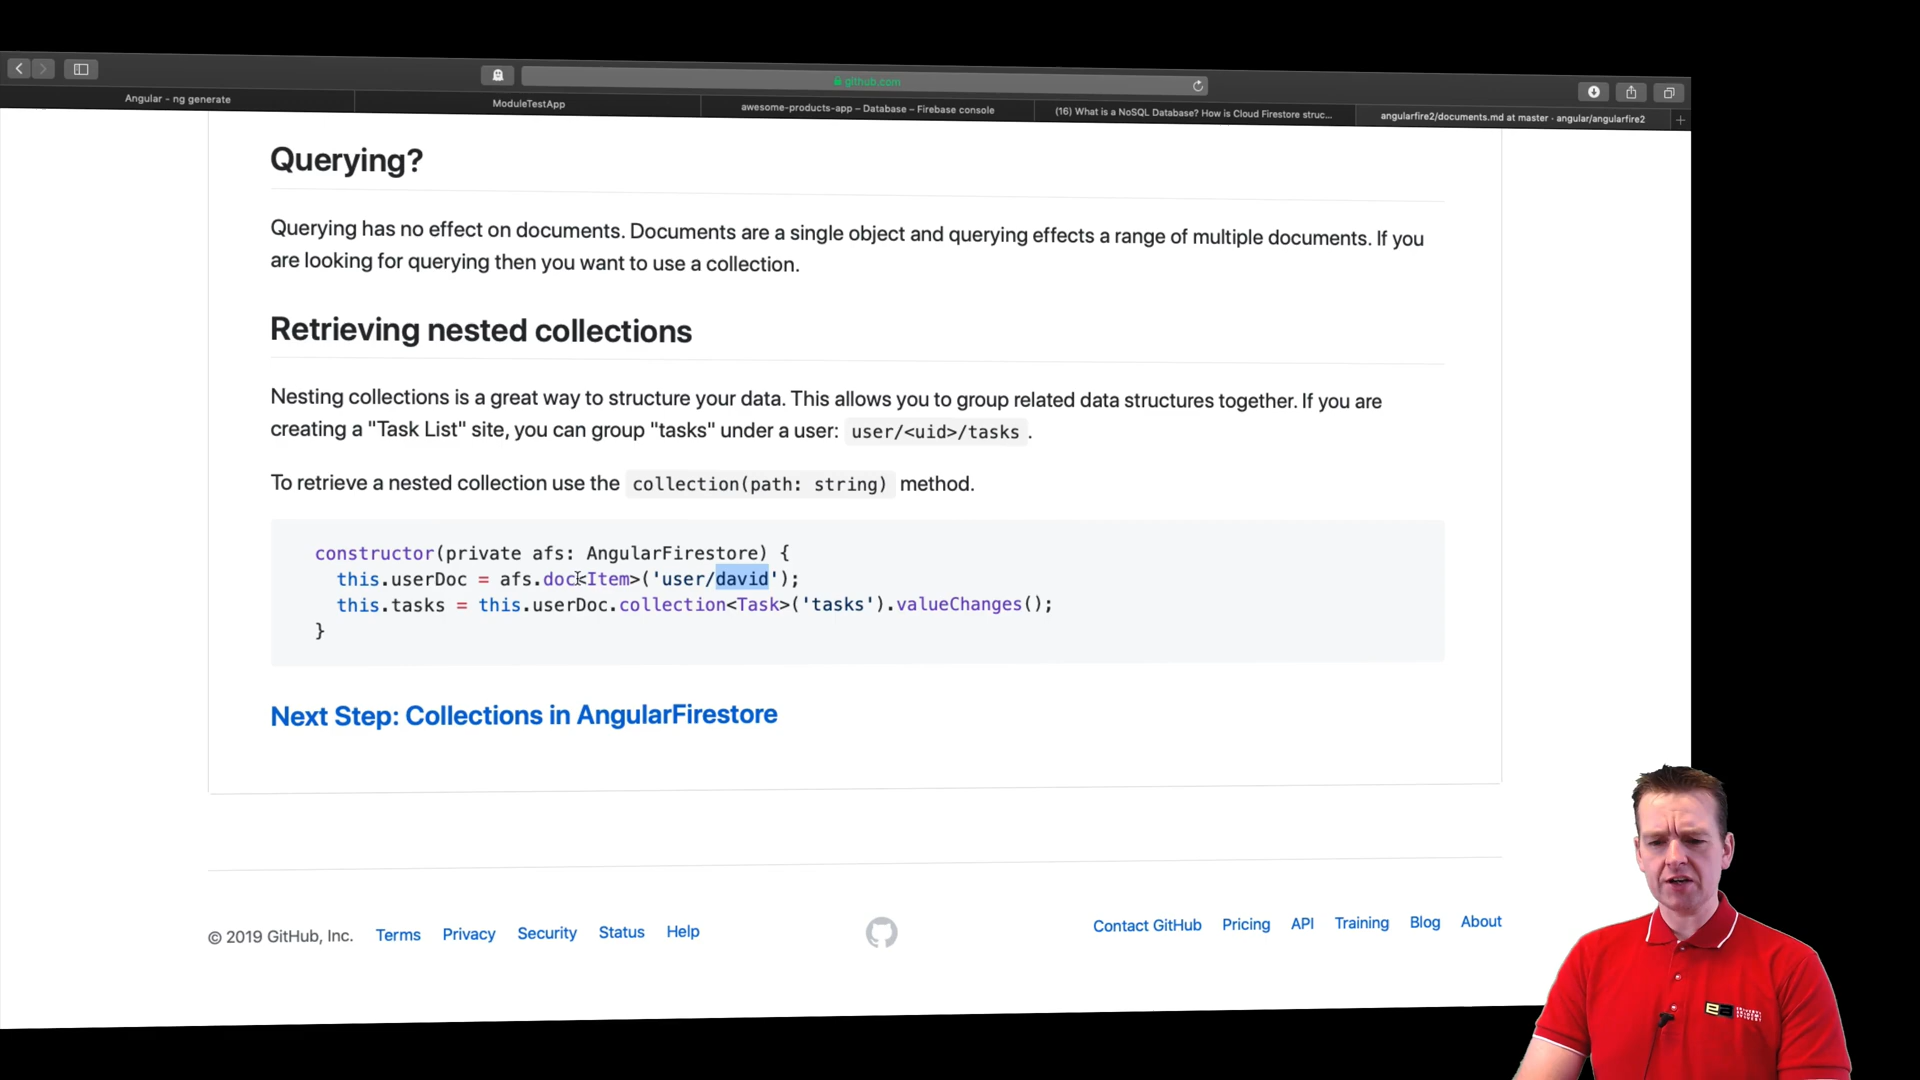 github.com
Angular - ng generate
ModuleTestApp
awesome-products-app – Database – Firebase console
(16) What is a NoSQL Database? How is Cloud Firestore struc...
angularfire2/documents.md at master · angular/angularfire2
Querying?
Querying has no effect on documents. Documents are a single object and querying effects a range of multiple documents. If you
are looking for querying then you want to use a collection.
Retrieving nested collections
Nesting collections is a great way to structure your data. This allows you to group related data structures together. If you are
creating a "Task List" site, you can group "tasks" under a user: user/<uid>/tasks .
To retrieve a nested collection use the collection(path: string) method.
constructor(private afs: AngularFirestore) {
this.userDoc = afs.doc<Item>('user/david');
this.tasks = this.userDoc.collection<Task>('tasks').valueChanges();
}
Next Step: Collections in AngularFirestore
© 2019 GitHub, Inc. Terms Privacy Security Status Help
Contact GitHub Pricing API Training Blog About